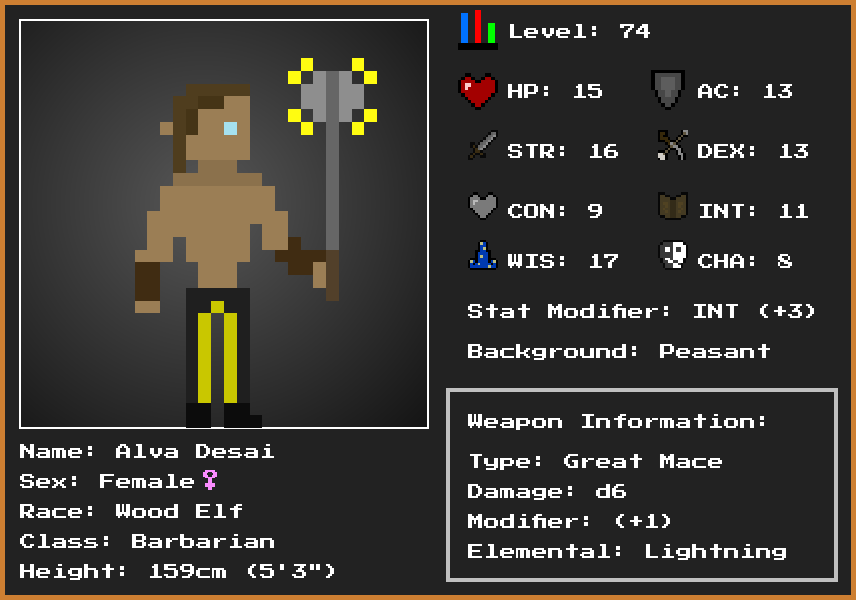 Level: 74
HP: 15
AC: 13
STR: 16
DEX: 13
CON: 9
INT: 11
WIS: 17
CHA: 8
Stat Modifier: INT (+3)
Background: Peasant
Weapon Information:
Type: Great Mace
Damage: d6
Modifier: (+1)
Elemental: Lightning
Name: Alva Desai
Sex: Female♀
Race: Wood Elf
Class: Barbarian
Height: 159cm (5'3")